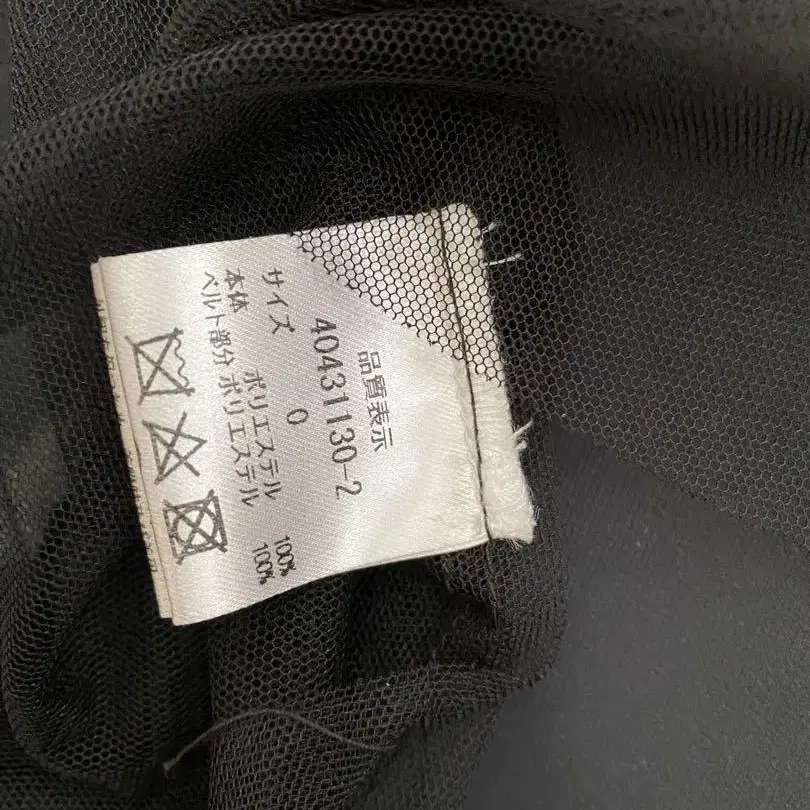 品質表示
40431130-2
サイズ 0
本体 ポリエステル 100%
ベルト部分 ポリエステル 100%